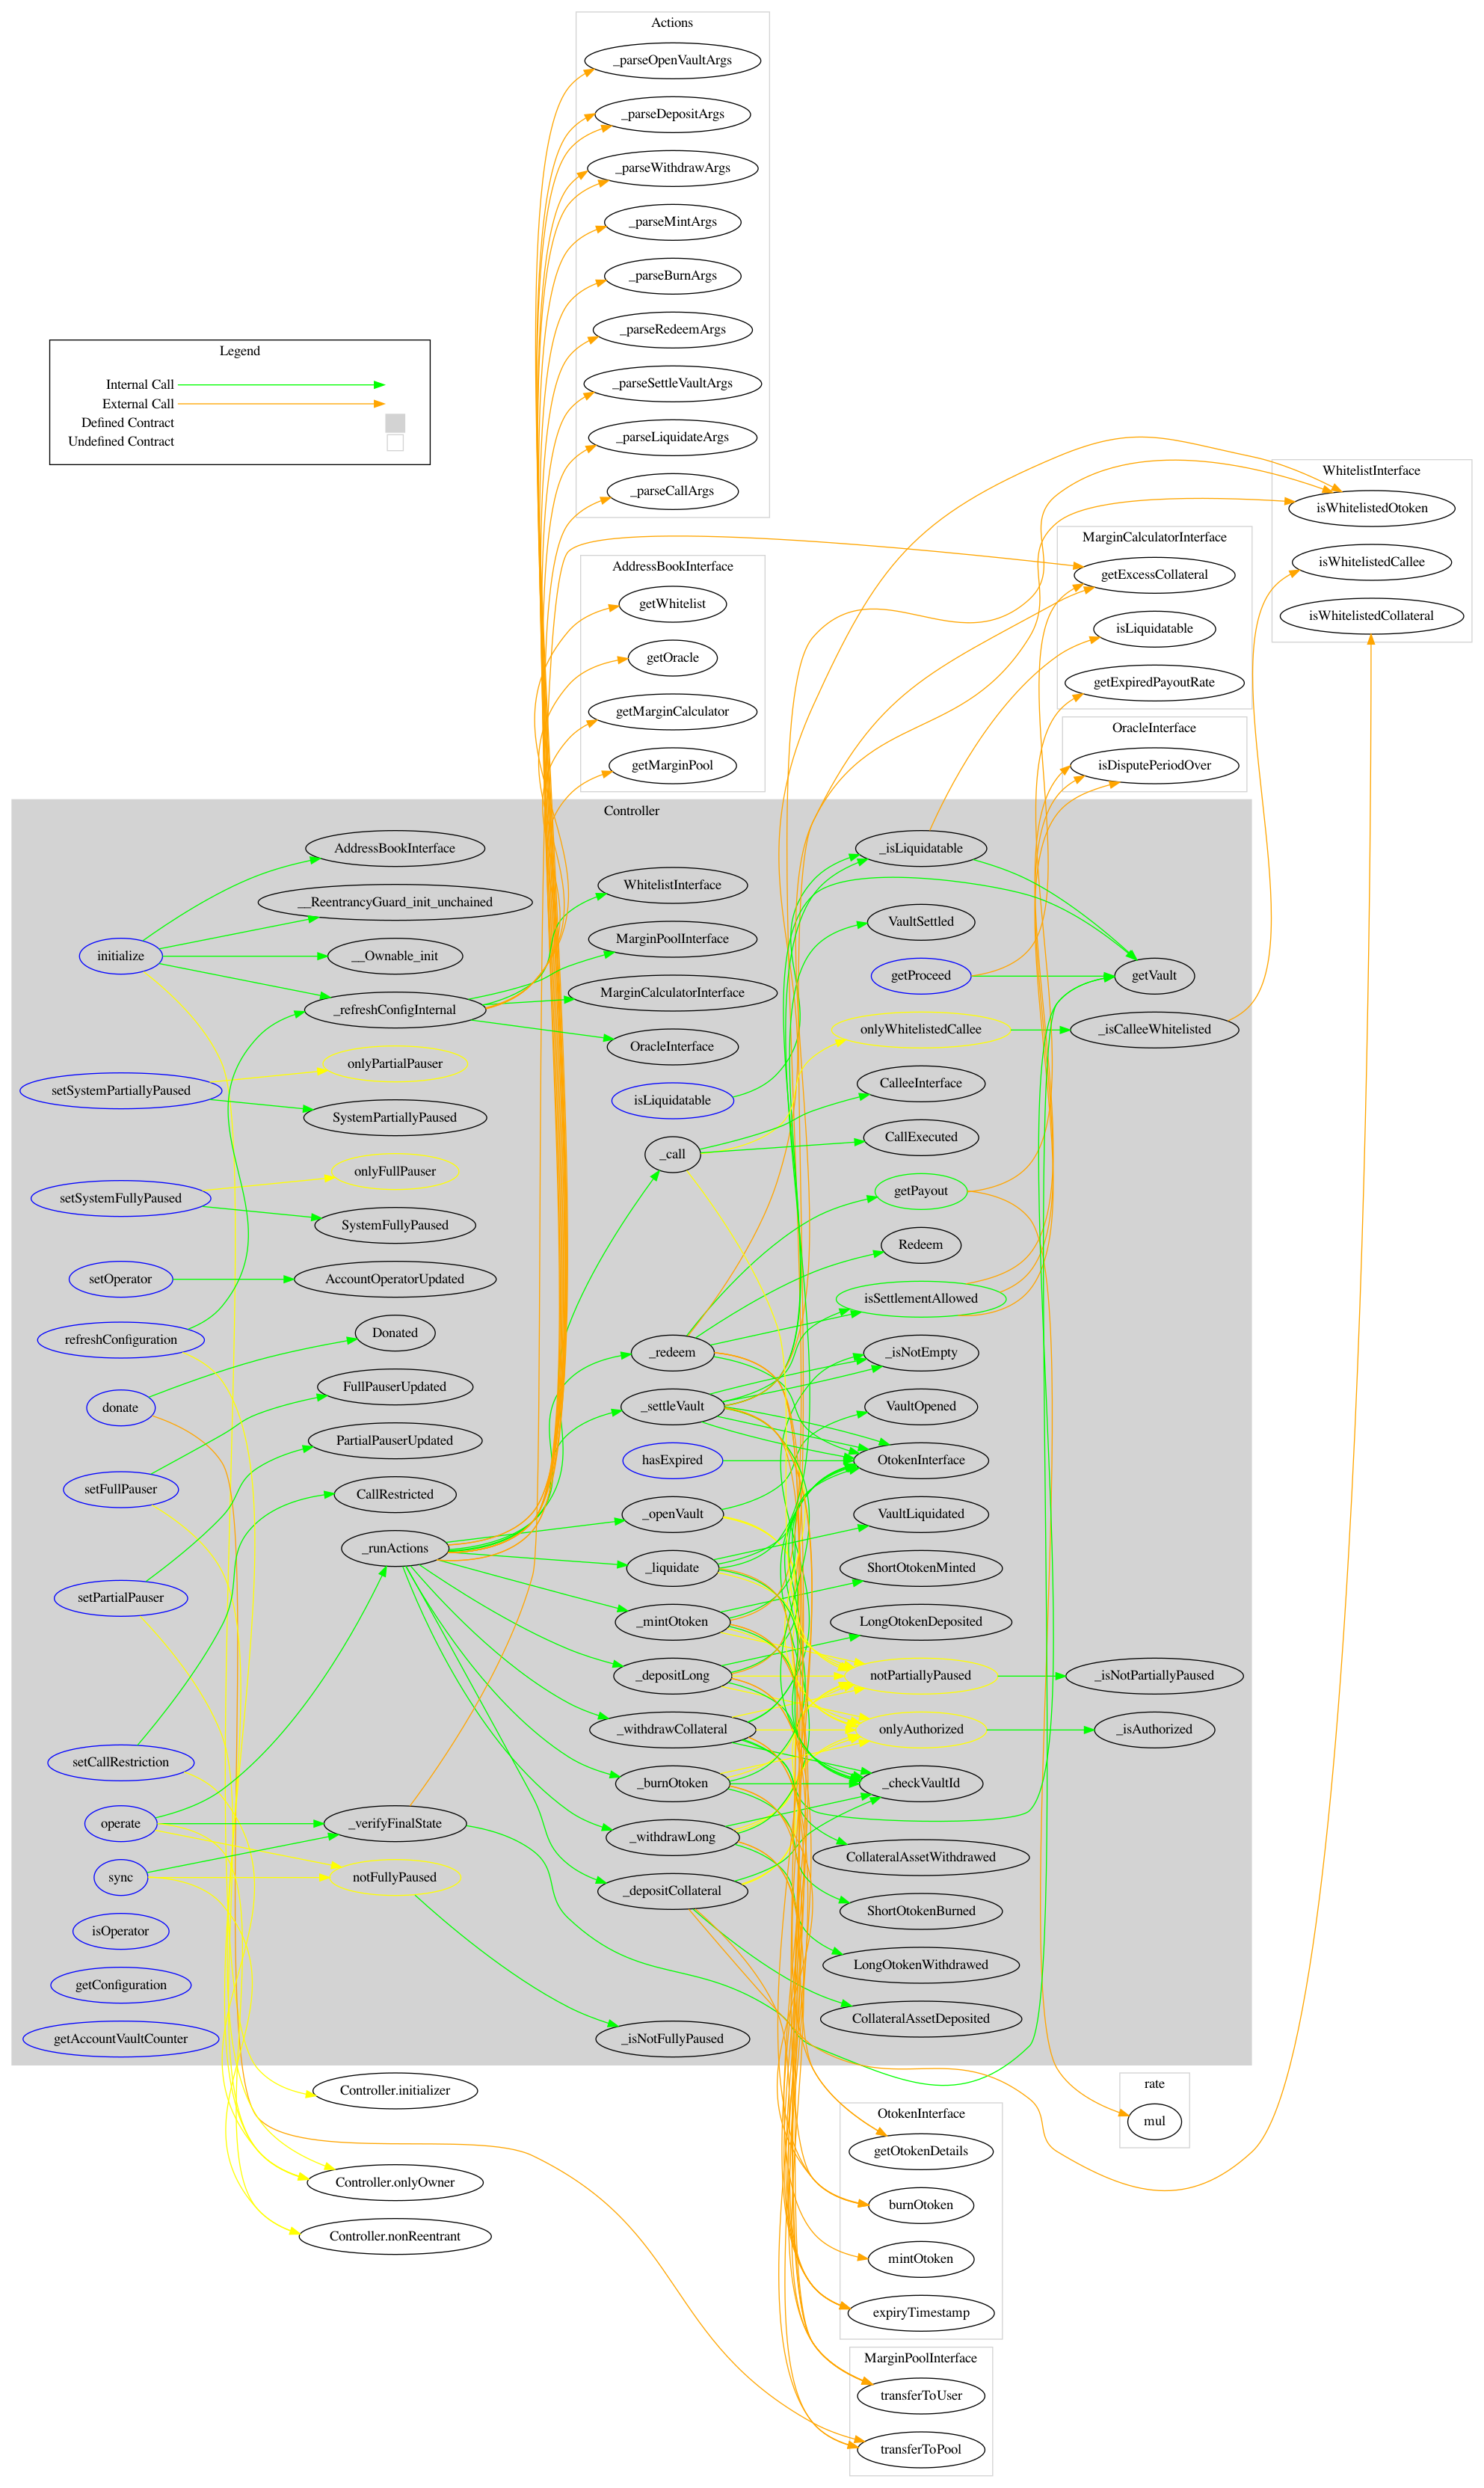 Actions
_parseOpenVaultArgs
_parseDepositArgs
_parseWithdrawArgs
_parseMintArgs
_parseBurnArgs
_parseRedeemArgs
_parseSettleVaultArgs
_parseLiquidateArgs
_parseCallArgs
Legend
Internal Call
External Call
Defined Contract
Undefined Contract
WhitelistInterface
isWhitelistedOtoken
isWhitelistedCallee
isWhitelistedCollateral
MarginCalculatorInterface
getExcessCollateral
isLiquidatable
getExpiredPayoutRate
AddressBookInterface
getWhitelist
getOracle
getMarginCalculator
getMarginPool
OracleInterface
isDisputePeriodOver
Controller
initialize
setSystemPartiallyPaused
setSystemFullyPaused
setOperator
refreshConfiguration
donate
setFullPauser
setPartialPauser
setCallRestriction
operate
sync
isOperator
getConfiguration
getAccountVaultCounter
AddressBookInterface
__ReentrancyGuard_init_unchained
__Ownable_init
_refreshConfigInternal
onlyPartialPauser
SystemPartiallyPaused
onlyFullPauser
SystemFullyPaused
AccountOperatorUpdated
Donated
FullPauserUpdated
PartialPauserUpdated
CallRestricted
_runActions
_verifyFinalState
notFullyPaused
WhitelistInterface
MarginPoolInterface
MarginCalculatorInterface
OracleInterface
isLiquidatable
_call
_redeem
_settleVault
hasExpired
_openVault
_liquidate
_mintOtoken
_depositLong
_withdrawCollateral
_burnOtoken
_withdrawLong
_depositCollateral
_isNotFullyPaused
_isLiquidatable
VaultSettled
getProceed
onlyWhitelistedCallee
CalleeInterface
CallExecuted
getPayout
Redeem
isSettlementAllowed
_isNotEmpty
VaultOpened
OtokenInterface
VaultLiquidated
ShortOtokenMinted
LongOtokenDeposited
notPartiallyPaused
onlyAuthorized
_checkVaultId
CollateralAssetWithdrawed
ShortOtokenBurned
LongOtokenWithdrawed
CollateralAssetDeposited
getVault
_isCalleeWhitelisted
_isNotPartiallyPaused
_isAuthorized
Controller.initializer
Controller.onlyOwner
Controller.nonReentrant
rate
mul
OtokenInterface
getOtokenDetails
burnOtoken
mintOtoken
expiryTimestamp
MarginPoolInterface
transferToUser
transferToPool